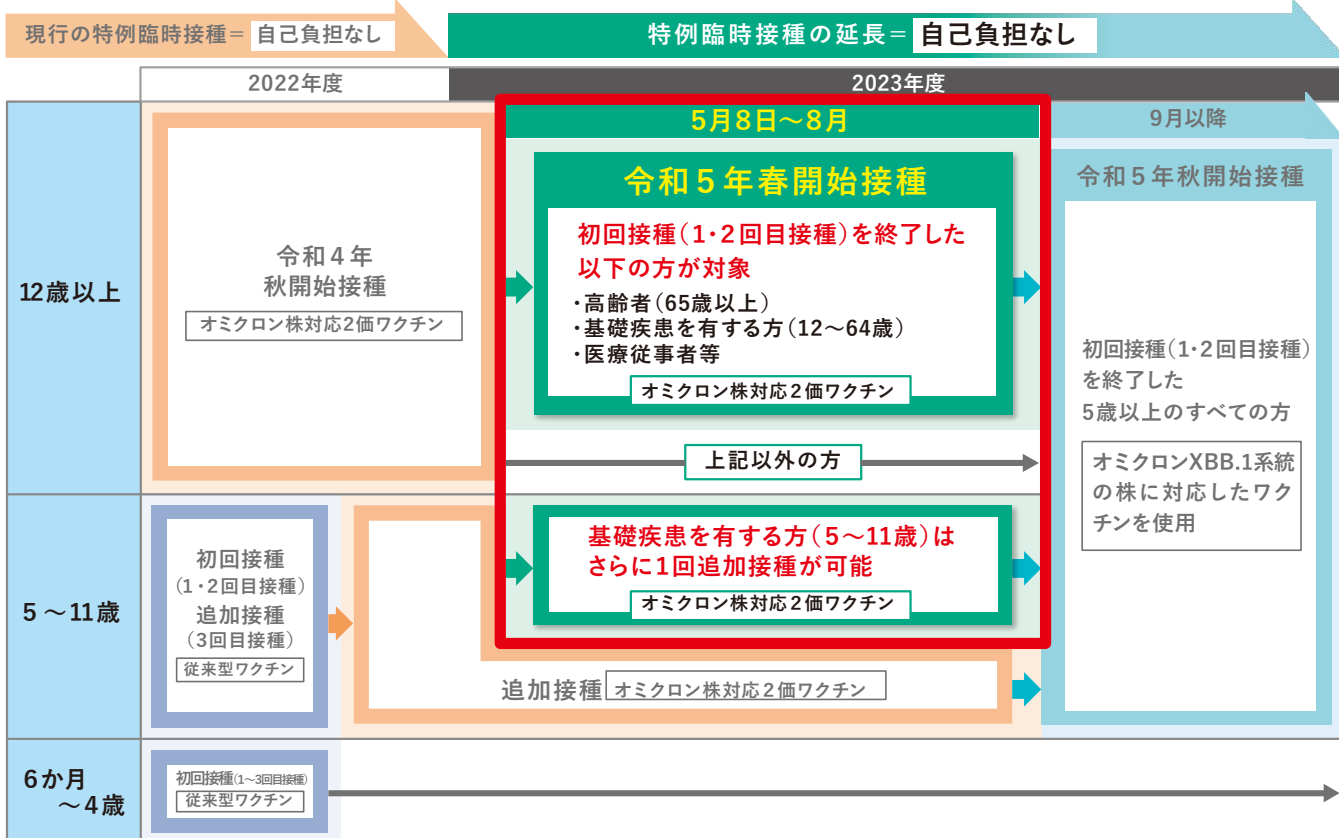 現行の特例臨時接種= 自己負担なし
特例臨時接種の延長= 自己負担なし
2022年度
2023年度
5月8日～8月
9月以降
12歳以上
令和4年
秋開始接種
オミクロン株対応2価ワクチン
令和5年春開始接種
初回接種(1・2回目接種)を終了した
以下の方が対象
・高齢者(65歳以上)
・基礎疾患を有する方(12～64歳)
・医療従事者等
オミクロン株対応2価ワクチン
上記以外の方
令和5年秋開始接種
初回接種(1・2回目接種)
を終了した
5歳以上のすべての方
オミクロンXBB.1系統
の株に対応したワク
チンを使用
5～11歳
初回接種
(1・2回目接種)
追加接種
(3回目接種)
従来型ワクチン
基礎疾患を有する方(5～11歳)は
さらに1回追加接種が可能
オミクロン株対応2価ワクチン
追加接種 オミクロン株対応2価ワクチン
6か月
～4歳
初回接種(1～3回目接種)
従来型ワクチン